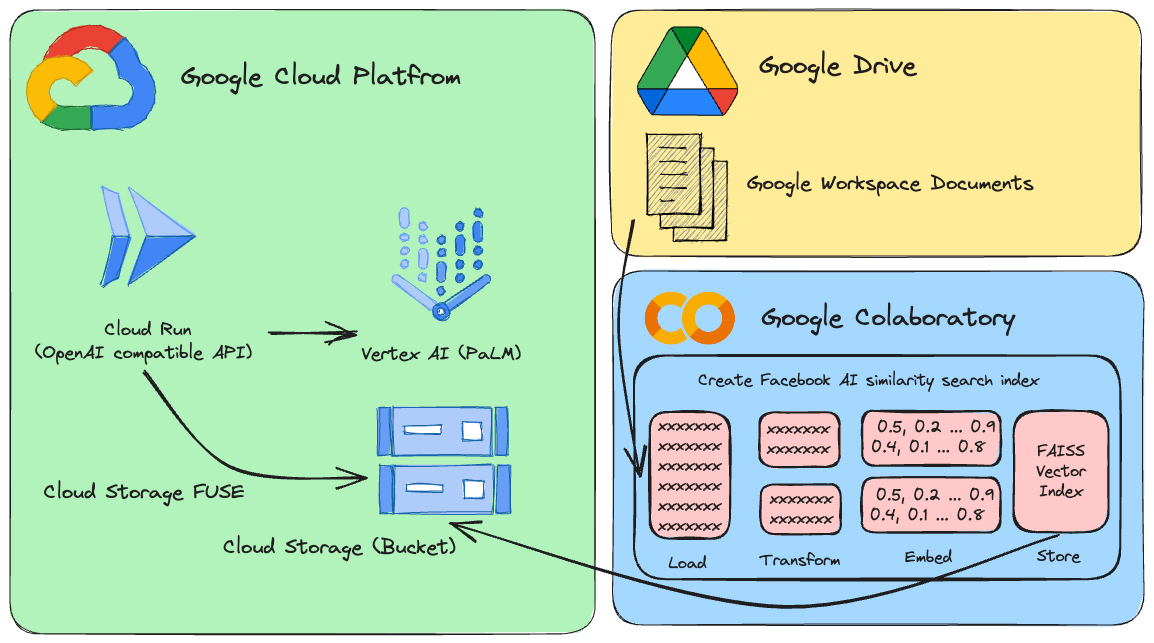 Google Cloud Platfrom
Cloud Run
(OpenAI compatible API)
Vertex AI (PaLM)
Cloud Storage FUSE
Cloud Storage (Bucket)
Google Drive
Google Workspace Documents
Google Colaboratory
Create Facebook AI similarity search index
xxxxxxx
xxxxxxx
xxxxxxx
xxxxxxx
xxxxxxx
xxxxxxx
Load
xxxxxxx
xxxxxxx
xxxxxxx
xxxxxxx
Transform
0.5, 0.2 ... 0.9
0.4, 0.1 ... 0.8
0.5, 0.2 ... 0.9
0.4, 0.1 ... 0.8
Embed
FAISS
Vector
Index
Store